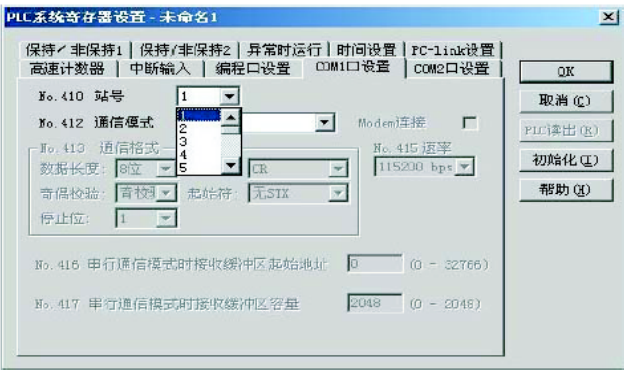 PLC系统寄存器设置 - 未命名1
保持/非保持1 保持/非保持2 异常时运行 时间设置 PC-link设置
高速计数器 中断输入 编程口设置 COM1口设置 COM2口设置
No.410 站号 1
1
2
3
4
5
No.412 通信模式
Modem连接
No.413 通信格式
数据长度: 8位 CR
奇偶校验: 起始符: 无STX
停止位: 1
No.415 速率
115200 bps
No.416 串行通信模式时接收缓冲区起始地址 0 (0 - 32766)
No.417 串行通信模式时接收缓冲区容量 2048 (0 - 2048)
OK
取消(C)
PLC读出(R)
初始化(I)
帮助(H)